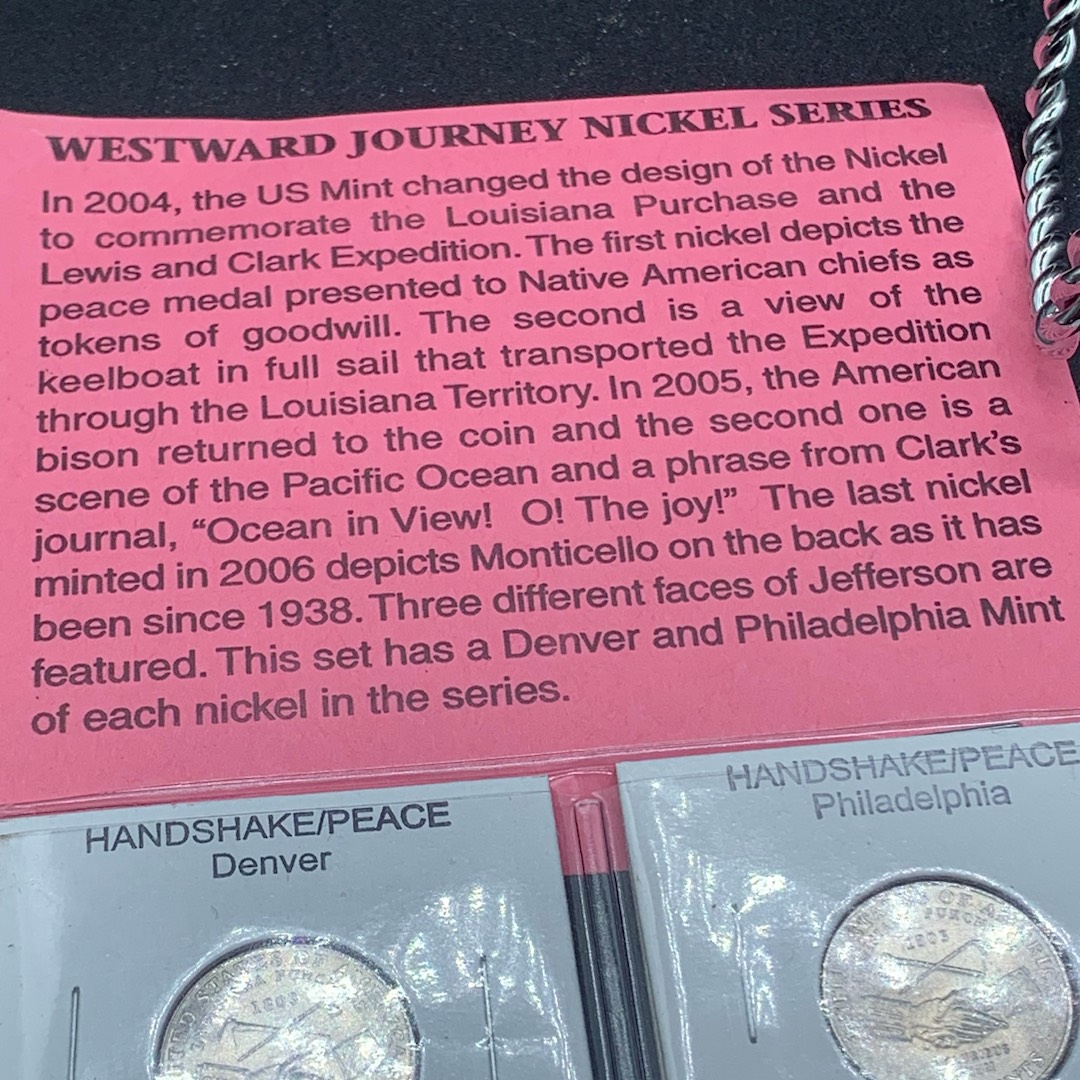 WESTWARD JOURNEY NICKEL SERIES
In 2004, the US Mint changed the design of the Nickel
to commemorate the Louisiana Purchase and the
Lewis and Clark Expedition. The first nickel depicts the
peace medal presented to Native American chiefs as
tokens of goodwill. The second is a view of the
keelboat in full sail that transported the Expedition
through the Louisiana Territory. In 2005, the American
bison returned to the coin and the second one is a
scene of the Pacific Ocean and a phrase from Clark's
journal, “Ocean in View! O! The joy!” The last nickel
minted in 2006 depicts Monticello on the back as it has
been since 1938. Three different faces of Jefferson are
featured. This set has a Denver and Philadelphia Mint
of each nickel in the series.
HANDSHAKE/PEACE
Denver
HANDSHAKE/PEACE
Philadelphia
1803
1803